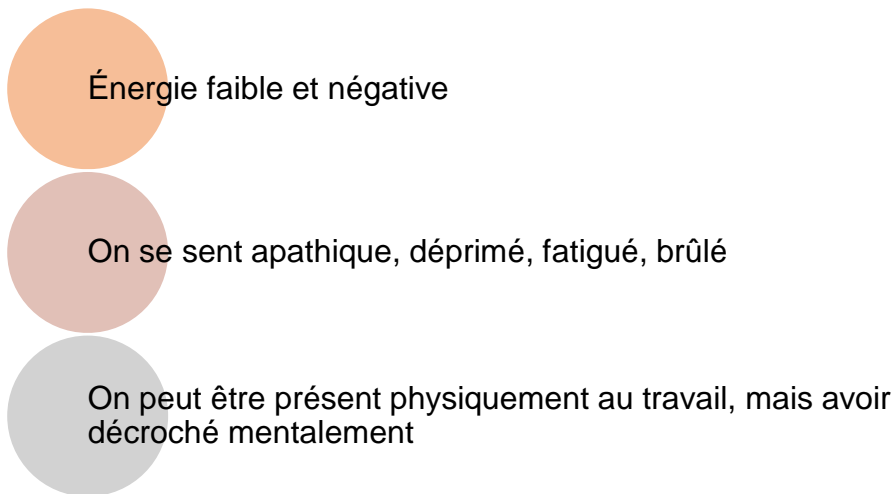 Énergie faible et négative
On se sent apathique, déprimé, fatigué, brûlé
On peut être présent physiquement au travail, mais avoir
décroché mentalement